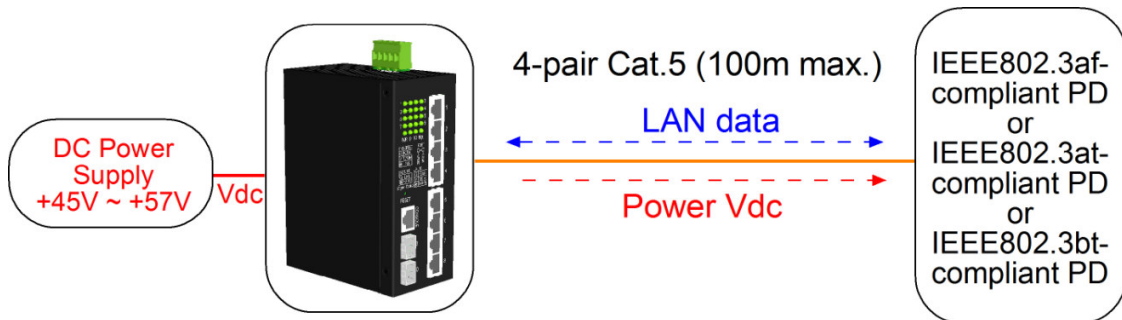 DC Power
Supply
+45V ~ +57V
Vdc
RESET
4-pair Cat.5 (100m max.)
LAN data
Power Vdc
IEEE802.3af-
compliant PD
or
IEEE802.3at-
compliant PD
or
IEEE802.3bt-
compliant PD